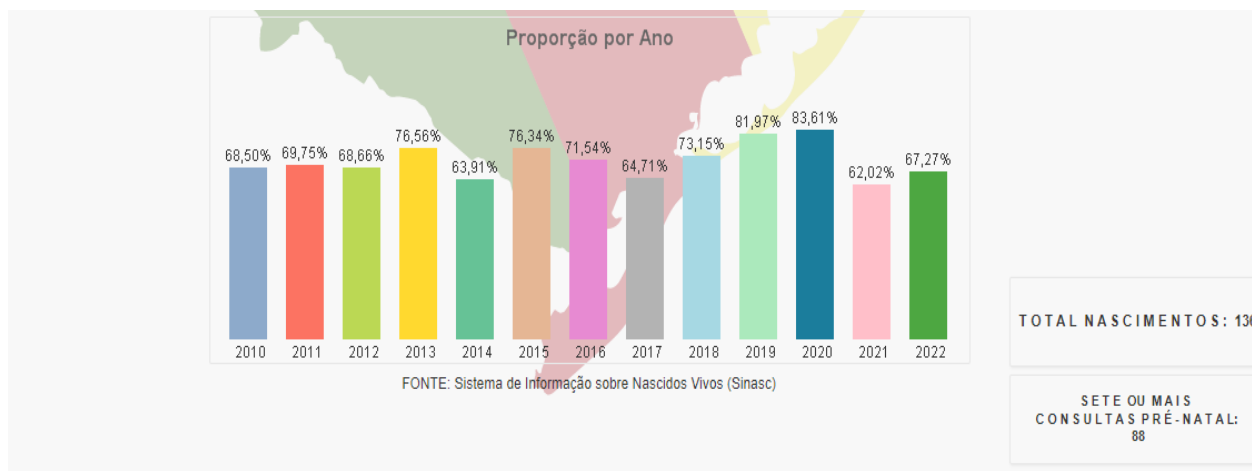 Proporção por Ano
68,50%
69,75%
68,66%
76,56%
63,91%
76,34%
71,54%
64,71%
73,15%
81,97%
83,61%
62,02%
67,27%
2010 2011 2012 2013 2014 2015 2016 2017 2018 2019 2020 2021 2022
FONTE: Sistema de Informação sobre Nascidos Vivos (Sinasc)
TOTAL NASCIMENTOS:
SETE OU MAIS
CONSULTAS PRÉ-NATAL:
88